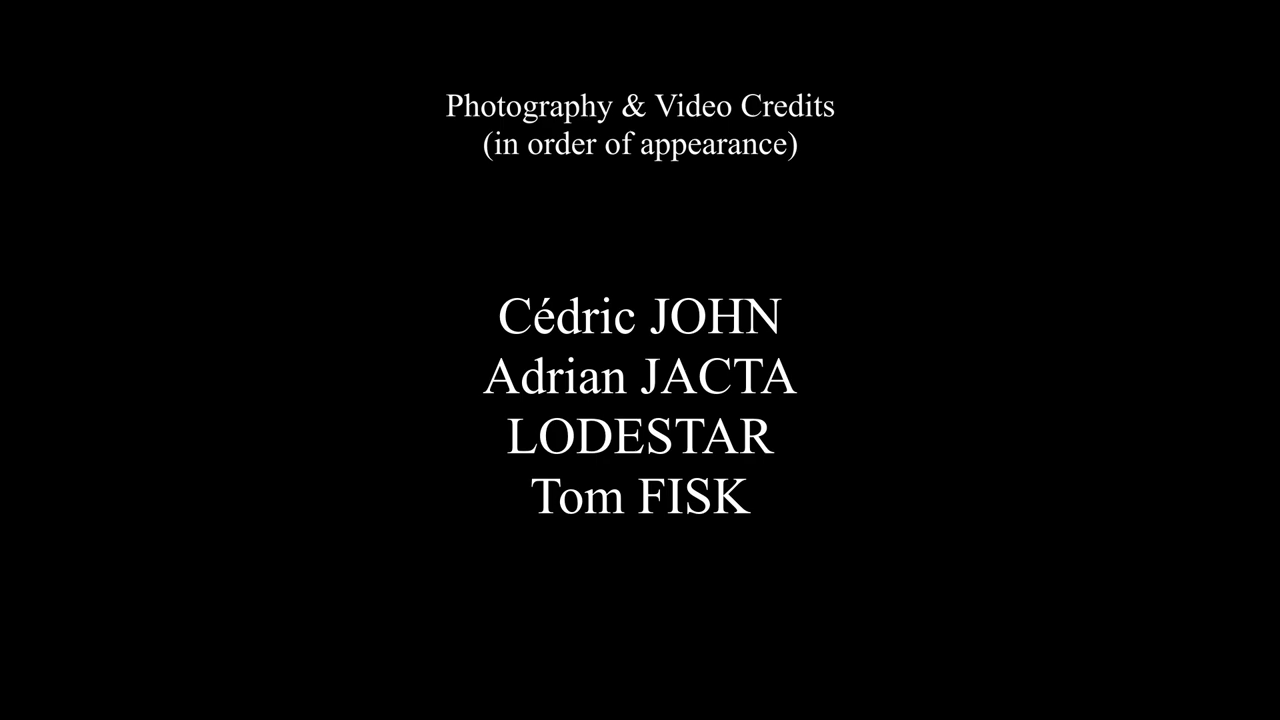 Photography & Video Credits
(in order of appearance)
Cédric JOHN
Adrian JACTA
LODESTAR
Tom FISK